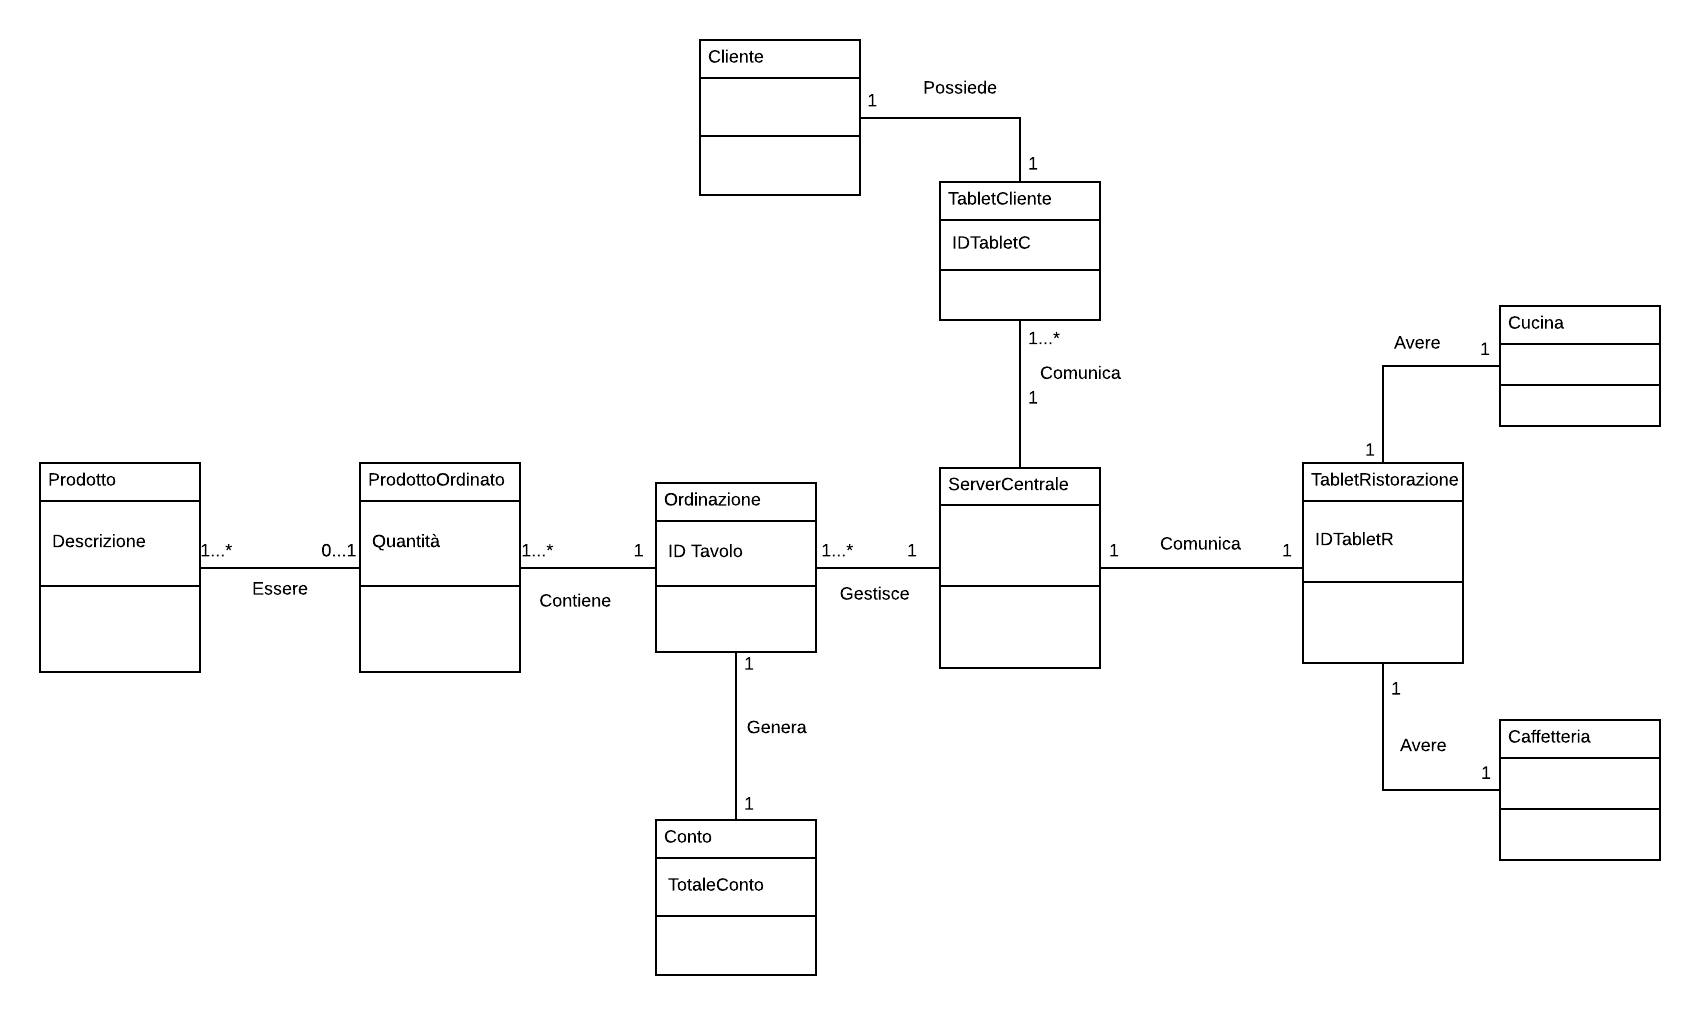 Cliente
Possiede
1
1
TabletCliente
IDTabletC
1...*
Comunica
1
Cucina
Avere
1
1
Prodotto
Descrizione
1...*
0...1
Essere
ProdottoOrdinato
Quantità
1...*
1
Contiene
Ordinazione
ID Tavolo
1...*
1
Gestisce
ServerCentrale
1
Comunica
1
TabletRistorazione
IDTabletR
1
Genera
1
Conto
TotaleConto
1
Avere
1
Caffetteria